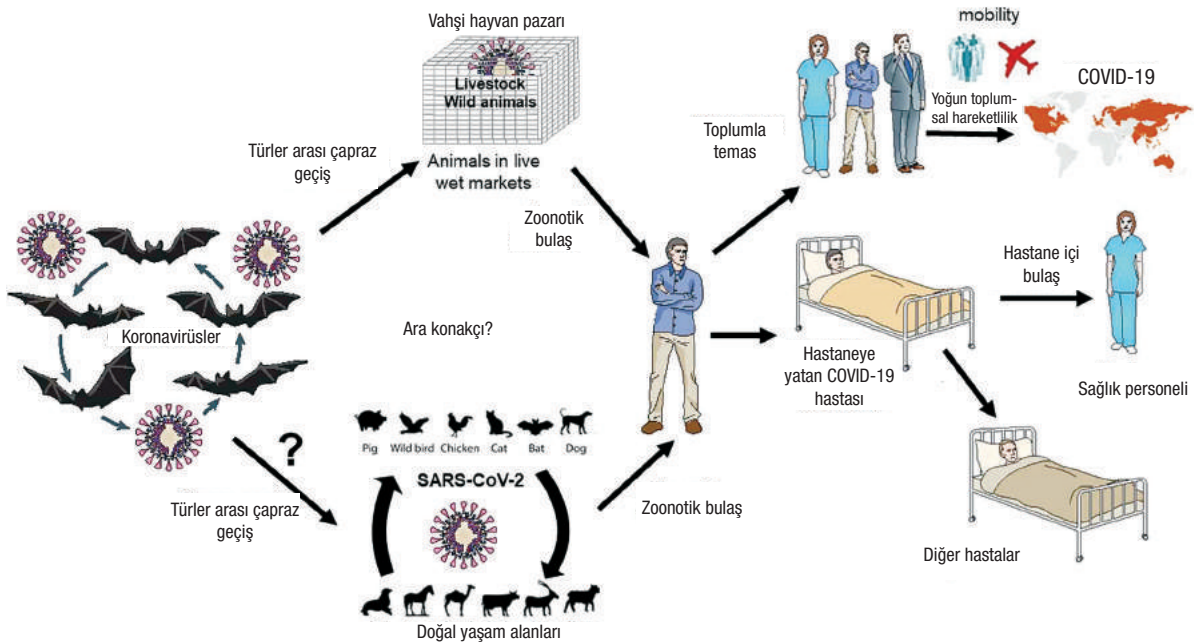 Vahşi hayvan pazarı
Livestock
Wild animals
Animals in live
wet markets
Türler arası çapraz
geçiş
Zoonotik
bulaş
Koronavirüsler
Ara konakçı?
?
Türler arası çapraz
geçiş
Pig Wild bird Chicken Cat Bat Dog
SARS-CoV-2
Doğal yaşam alanları
Zoonotik bulaş
Toplumla
temas
mobility
Yoğun toplum-
sal hareketlilik
COVID-19
Hastaneye
yatan COVID-19
hastası
Hastane içi
bulaş
Sağlık personeli
Diğer hastalar